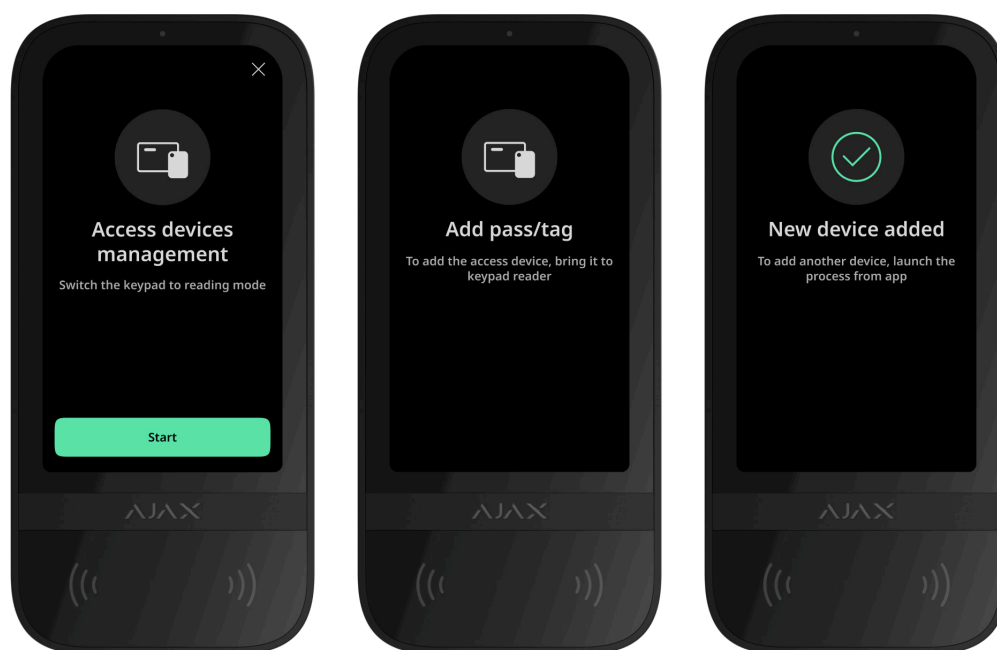 Access devices
management
Switch the keypad to reading mode
Start
AJAX
Add pass/tag
To add the access device, bring it to
keypad reader
AJAX
New device added
To add another device, launch the
process from app
AJAX